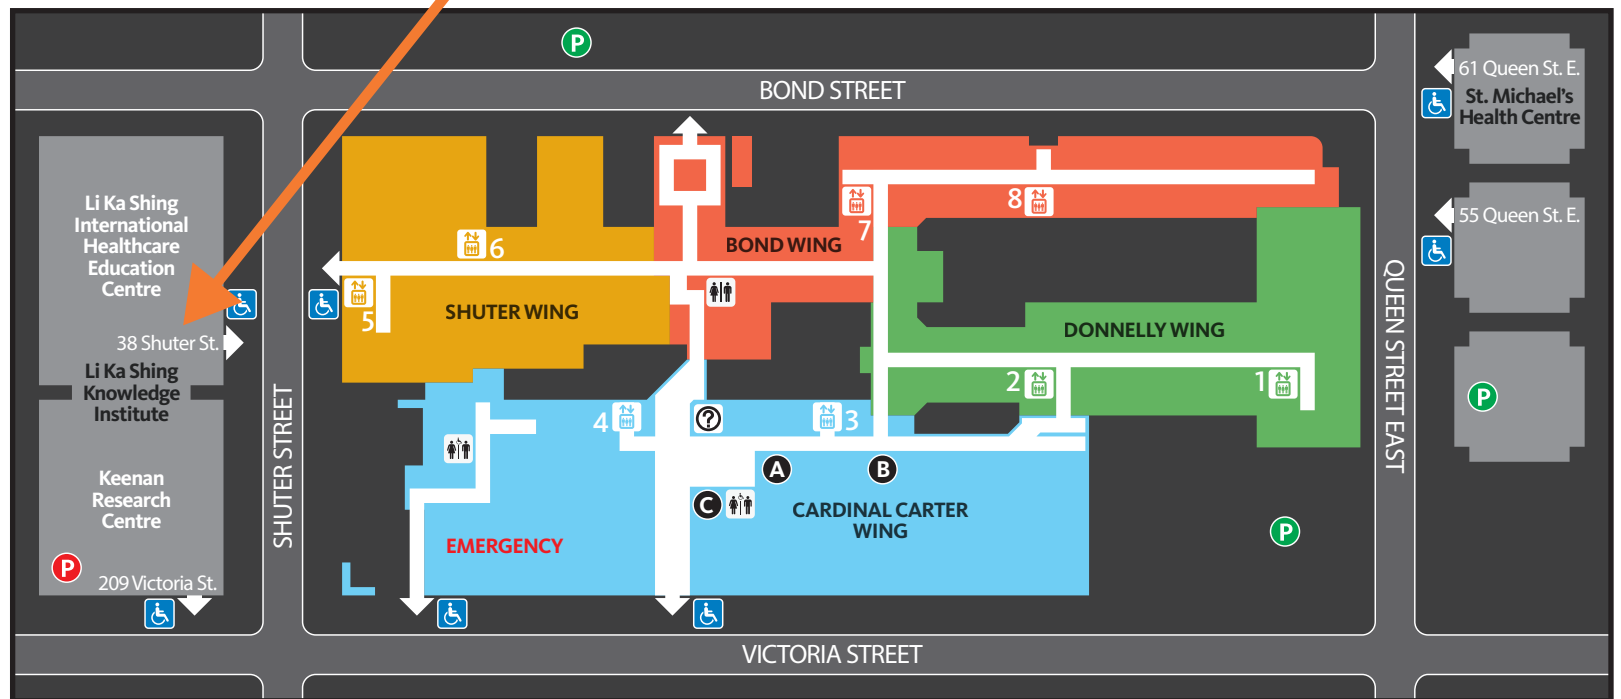 P
BOND STREET
61 Queen St. E.
St. Michael's
Health Centre
55 Queen St. E.
P
QUEEN STREET EAST
Li Ka Shing
International
Healthcare
Education
Centre
38 Shuter St.
Li Ka Shing
Knowledge
Institute
Keenan
Research
Centre
P
209 Victoria St.
SHUTER STREET
6
5
SHUTER WING
BOND WING
7
8
DONNELLY WING
2
1
4
?
3
A
B
C
CARDINAL CARTER
WING
EMERGENCY
P
VICTORIA STREET